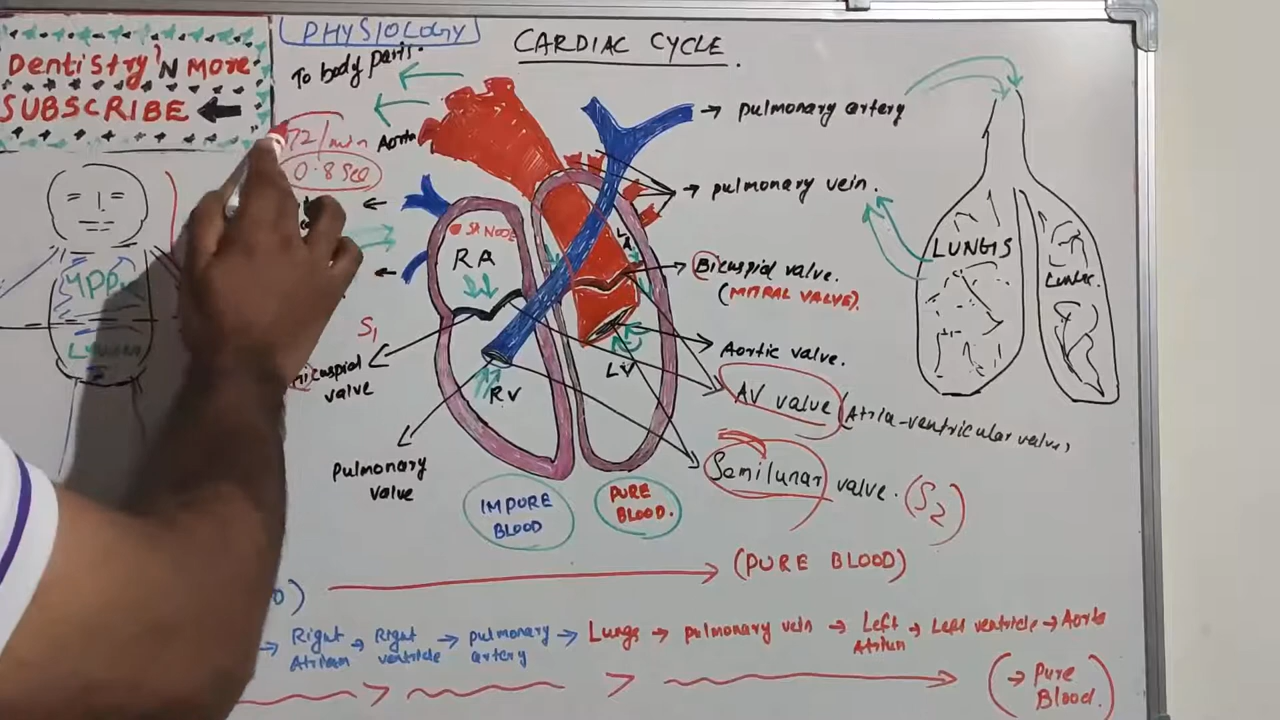 PHYSIOLOGY
CARDIAC CYCLE
Dentistry'N More
SUBSCRIBE
To body parts.
72/min
0.8 Sec
Aorta
pulmonary artery
pulmonary vein.
SA NODE
RA
LA
Bicuspid valve.
(MITRAL VALVE).
LUNGS
S1
cuspid
valve
RV
LV
Aortic valve.
AV valve (Atria-ventricular valve,
Semilunar valve. (S2)
Pulmonary
valve
IMPURE
BLOOD
PURE
BLOOD.
(PURE BLOOD)
→ Right Atrium → Right ventricle → pulmonary artery → Lungs → pulmonary vein → Left Atrium → Left ventricle → Aorta
(→ Pure
Blood.)